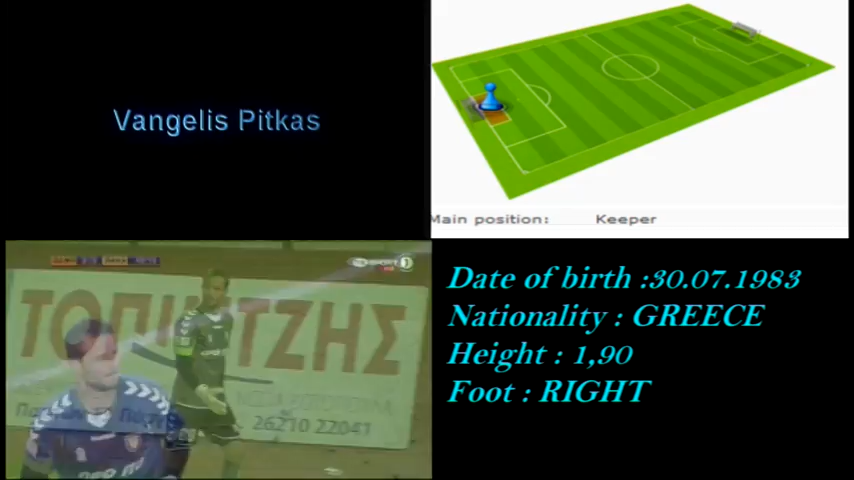 Vangelis Pitkas
Main position: Keeper
Date of birth :30.07.1983
Nationality : GREECE
Height : 1,90
Foot : RIGHT
26210 22041